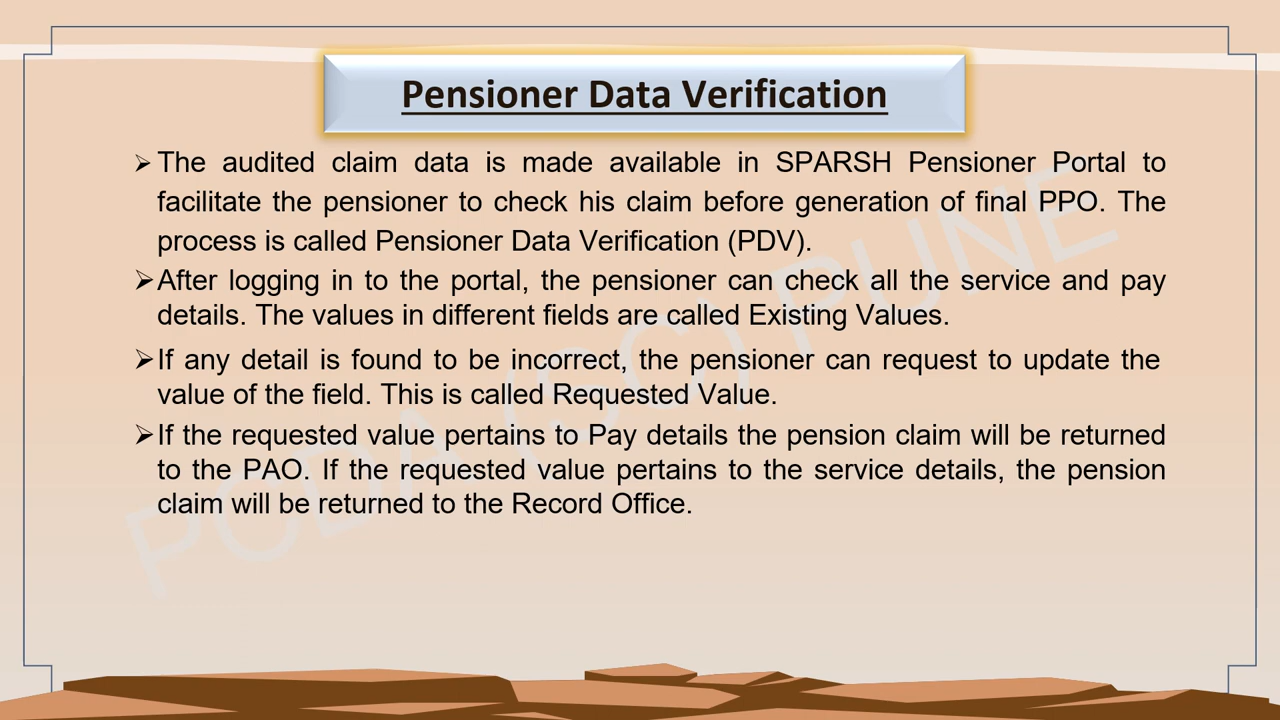 Pensioner Data Verification
➢The audited claim data is made available in SPARSH Pensioner Portal to
facilitate the pensioner to check his claim before generation of final PPO. The
process is called Pensioner Data Verification (PDV).
➢After logging in to the portal, the pensioner can check all the service and pay
details. The values in different fields are called Existing Values.
➢If any detail is found to be incorrect, the pensioner can request to update the
value of the field. This is called Requested Value.
➢If the requested value pertains to Pay details the pension claim will be returned
to the PAO. If the requested value pertains to the service details, the pension
claim will be returned to the Record Office.
PCDA (SC) PUNE